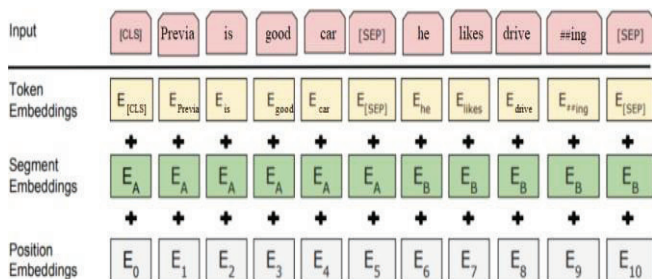 Input [CLS] Previa is good car [SEP] he likes drive ##ing [SEP]
Token
Embeddings
E[CLS] EPrevia Eis Egood Ecar E[SEP] Ehe Elikes Edrive E##ing E[SEP]
+ + + + + + + + + + +
Segment
Embeddings
EA EA EA EA EA EA EB EB EB EB EB
+ + + + + + + + + + +
Position
Embeddings
E0 E1 E2 E3 E4 E5 E6 E7 E8 E9 E10